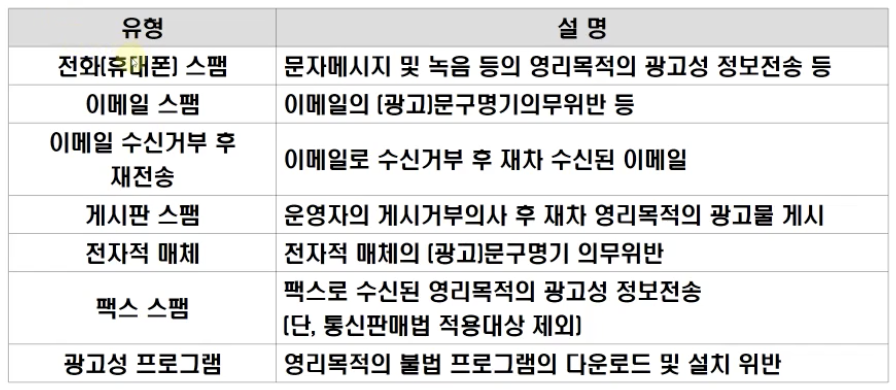 유형 설명
전화(휴대폰) 스팸 문자메시지 및 녹음 등의 영리목적의 광고성 정보전송 등
이메일 스팸 이메일의 (광고)문구명기의무위반 등
이메일 수신거부 후
재전송
이메일로 수신거부 후 재차 수신된 이메일
게시판 스팸 운영자의 게시거부의사 후 재차 영리목적의 광고물 게시
전자적 매체 전자적 매체의 (광고)문구명기 의무위반
팩스 스팸
팩스로 수신된 영리목적의 광고성 정보전송
(단, 통신판매법 적용대상 제외)
광고성 프로그램 영리목적의 불법 프로그램의 다운로드 및 설치 위반